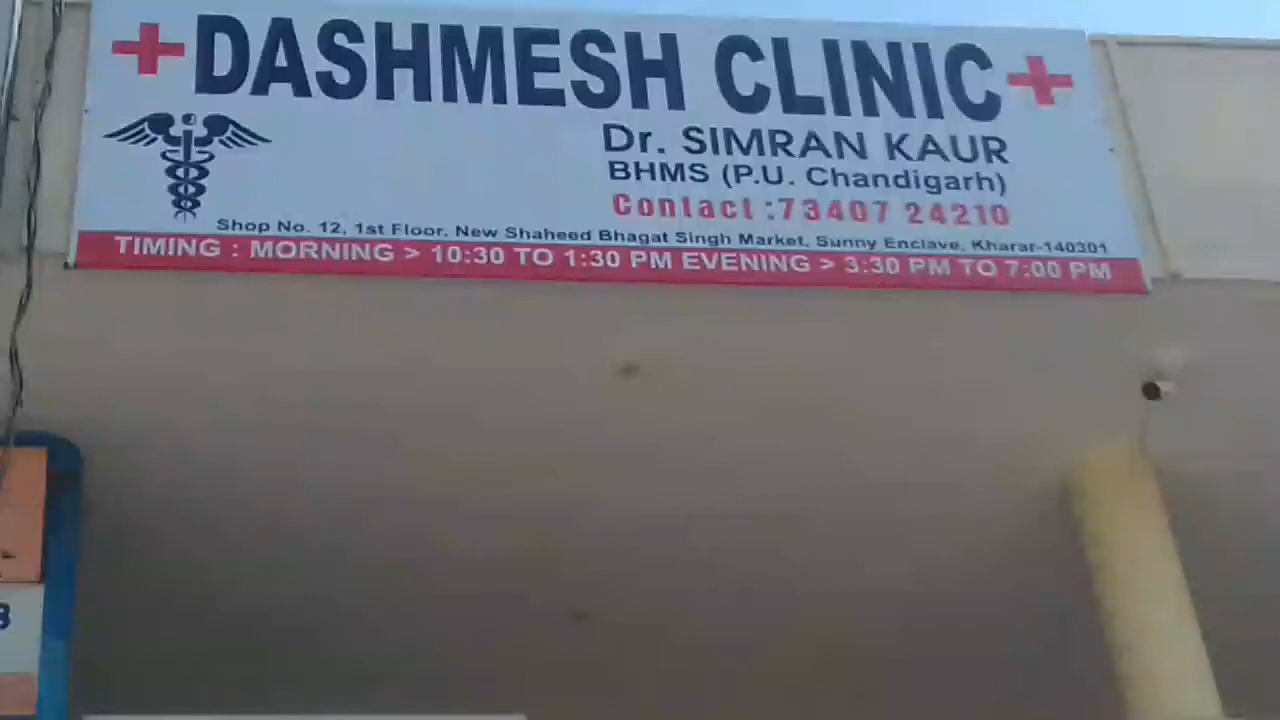 DASHMESH CLINIC
Dr. SIMRAN KAUR
BHMS (P.U. Chandigarh)
Contact :73407 24210
Shop No. 12, 1st Floor, New Shaheed Bhagat Singh Market, Sunny Enclave, Kharar-140301
TIMING : MORNING > 10:30 TO 1:30 PM EVENING > 3:30 PM TO 7:00 PM